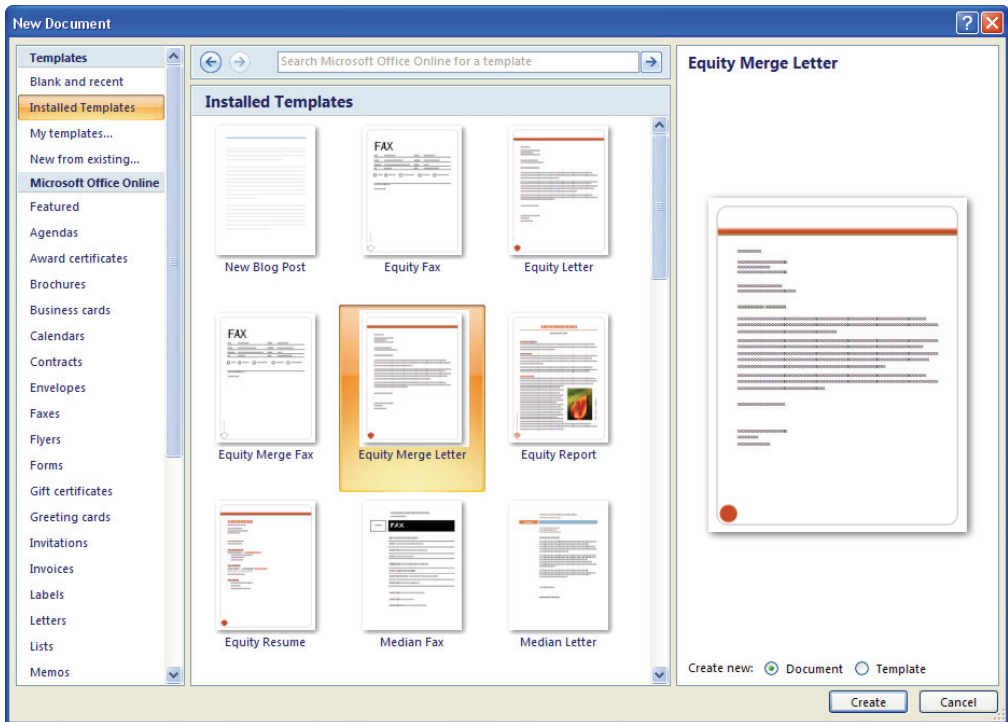 New Document
Templates
Blank and recent
Installed Templates
My templates...
New from existing...
Microsoft Office Online
Featured
Agendas
Award certificates
Brochures
Business cards
Calendars
Contracts
Envelopes
Faxes
Flyers
Forms
Gift certificates
Greeting cards
Invitations
Invoices
Labels
Letters
Lists
Memos
Search Microsoft Office Online for a template
Installed Templates
FAX
New Blog Post
Equity Fax
Equity Letter
FAX
Equity Merge Fax
Equity Merge Letter
Equity Report
FAX
Equity Resume
Median Fax
Median Letter
Equity Merge Letter
Create new: Document Template
Create Cancel